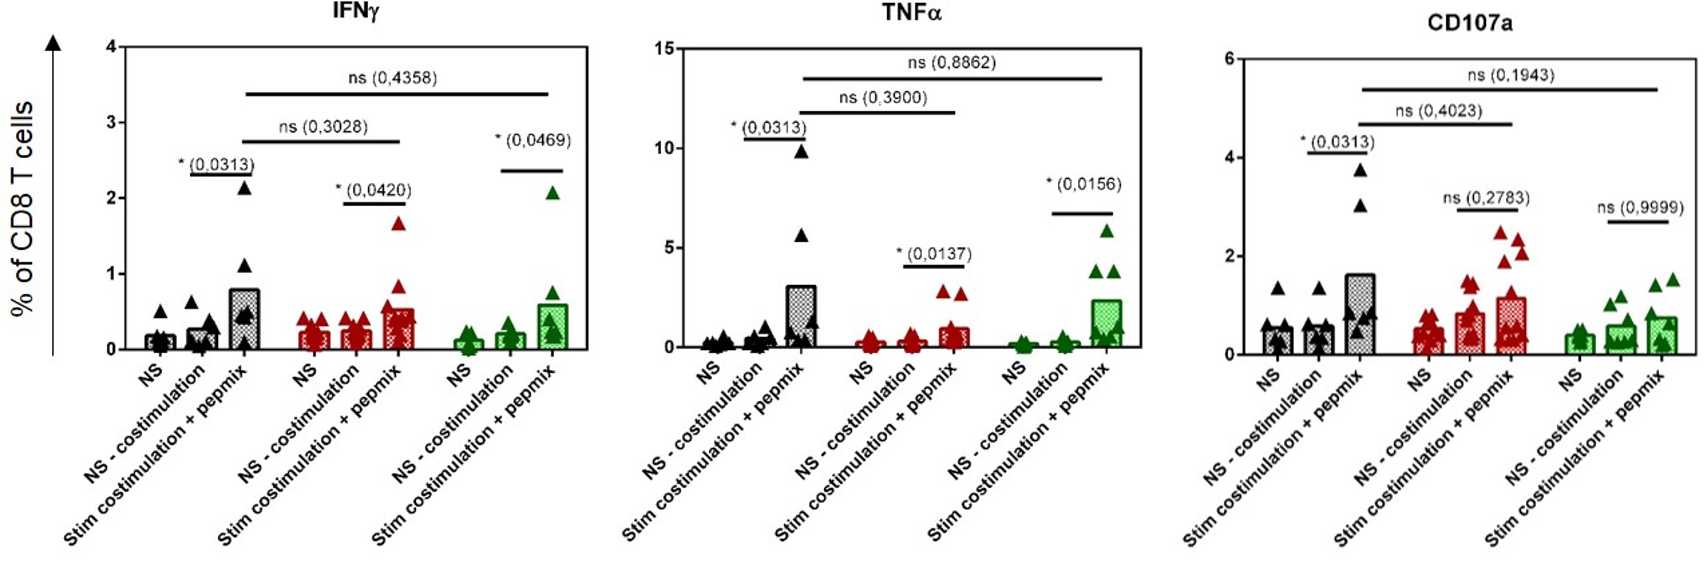 % of CD8 T cells
IFNγ
4
3
2
1
0
ns (0,4358)
ns (0,3028)
* (0,0313)
* (0,0420)
* (0,0469)
NS
NS - costimulation
Stim costimulation + pepmix
NS
NS - costimulation
Stim costimulation + pepmix
NS
NS - costimulation
Stim costimulation + pepmix
TNFα
15
10
5
0
ns (0,8862)
ns (0,3900)
* (0,0313)
* (0,0137)
* (0,0156)
NS
NS - costimulation
Stim costimulation + pepmix
NS
NS - costimulation
Stim costimulation + pepmix
NS
NS - costimulation
Stim costimulation + pepmix
CD107a
6
4
2
0
ns (0,1943)
ns (0,4023)
* (0,0313)
ns (0,2783)
ns (0,9999)
NS
NS - costimulation
Stim costimulation + pepmix
NS
NS - costimulation
Stim costimulation + pepmix
NS
NS - costimulation
Stim costimulation + pepmix